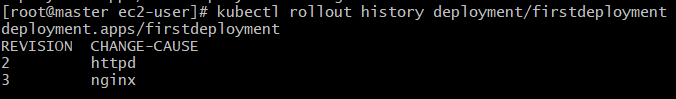 [root@master ec2-user]# kubectl rollout history deployment/firstdeployment
deployment.apps/firstdeployment
REVISION  CHANGE-CAUSE
2         httpd
3         nginx